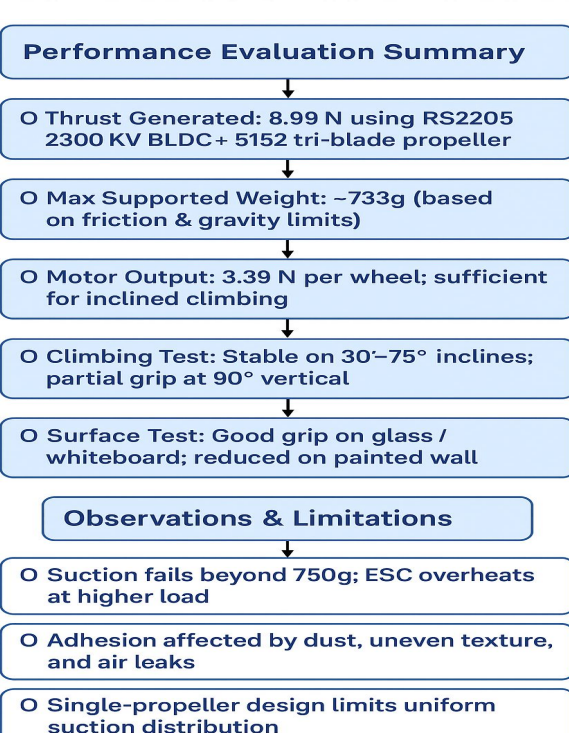 Performance Evaluation Summary
O Thrust Generated: 8.99 N using RS2205
2300 KV BLDC+ 5152 tri-blade propeller
O Max Supported Weight: ~733g (based
on friction & gravity limits)
O Motor Output: 3.39 N per wheel; sufficient
for inclined climbing
O Climbing Test: Stable on 30′–75° inclines;
partial grip at 90° vertical
O Surface Test: Good grip on glass /
whiteboard; reduced on painted wall
Observations & Limitations
O Suction fails beyond 750g; ESC overheats
at higher load
O Adhesion affected by dust, uneven texture,
and air leaks
O Single-propeller design limits uniform
suction distribution